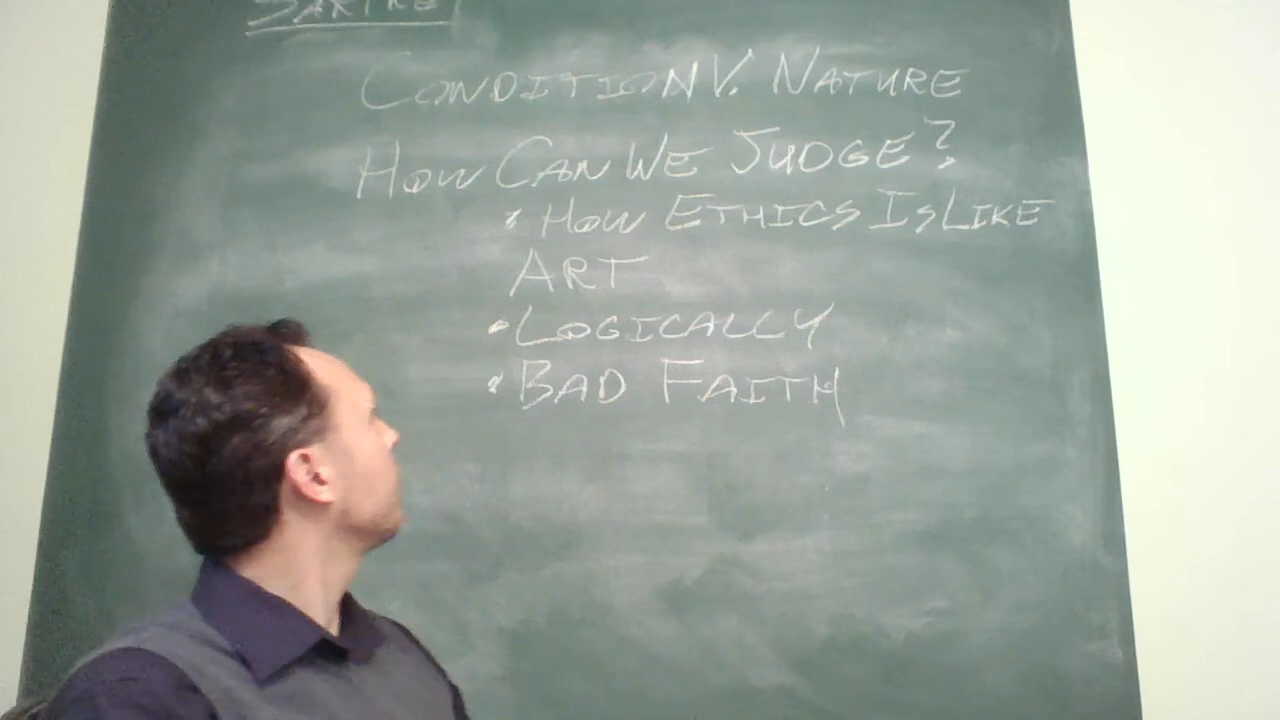 SARTRE
CONDITION V. NATURE
HOW CAN WE JUDGE?
• HOW ETHICS IS LIKE
ART
• LOGICALLY
• BAD FAITH